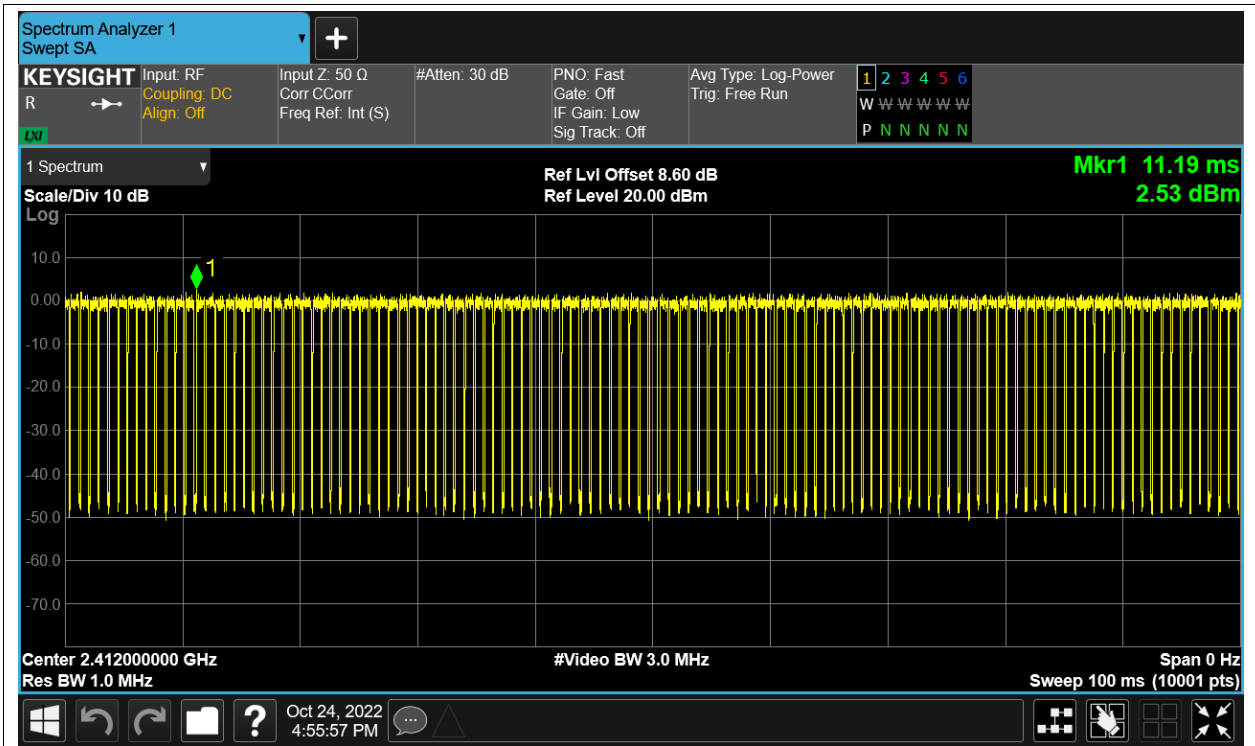 Spectrum Analyzer 1
Swept SA
+
KEYSIGHT
R
LXI
Input: RF
Coupling: DC
Align: Off
Input Z: 50 Ω
Corr CCorr
Freq Ref: Int (S)
#Atten: 30 dB
PNO: Fast
Gate: Off
IF Gain: Low
Sig Track: Off
Avg Type: Log-Power
Trig: Free Run
1 2 3 4 5 6
W W W W W W
P N N N N N
1 Spectrum
Scale/Div 10 dB
Log
Ref Lvl Offset 8.60 dB
Ref Level 20.00 dBm
Mkr1 11.19 ms
2.53 dBm
1
10.0
0.00
-10.0
-20.0
-30.0
-40.0
-50.0
-60.0
-70.0
Center 2.412000000 GHz
Res BW 1.0 MHz
#Video BW 3.0 MHz
Span 0 Hz
Sweep 100 ms (10001 pts)
?
Oct 24, 2022
4:55:57 PM